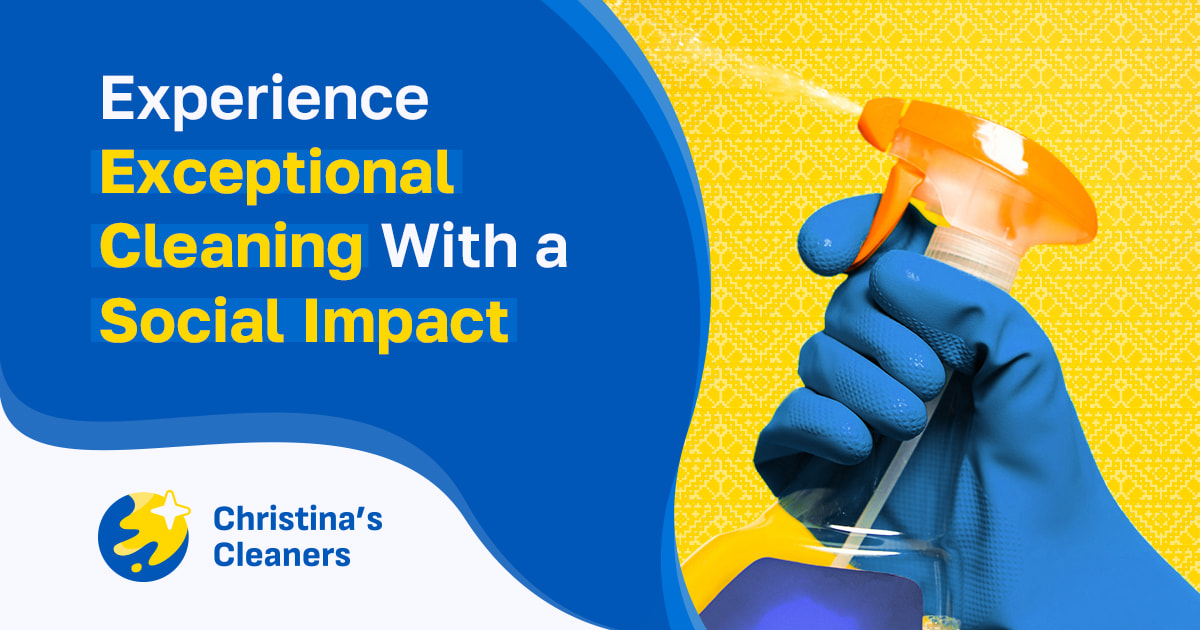 Experience
Exceptional
Cleaning With a
Social Impact
Christina’s
Cleaners